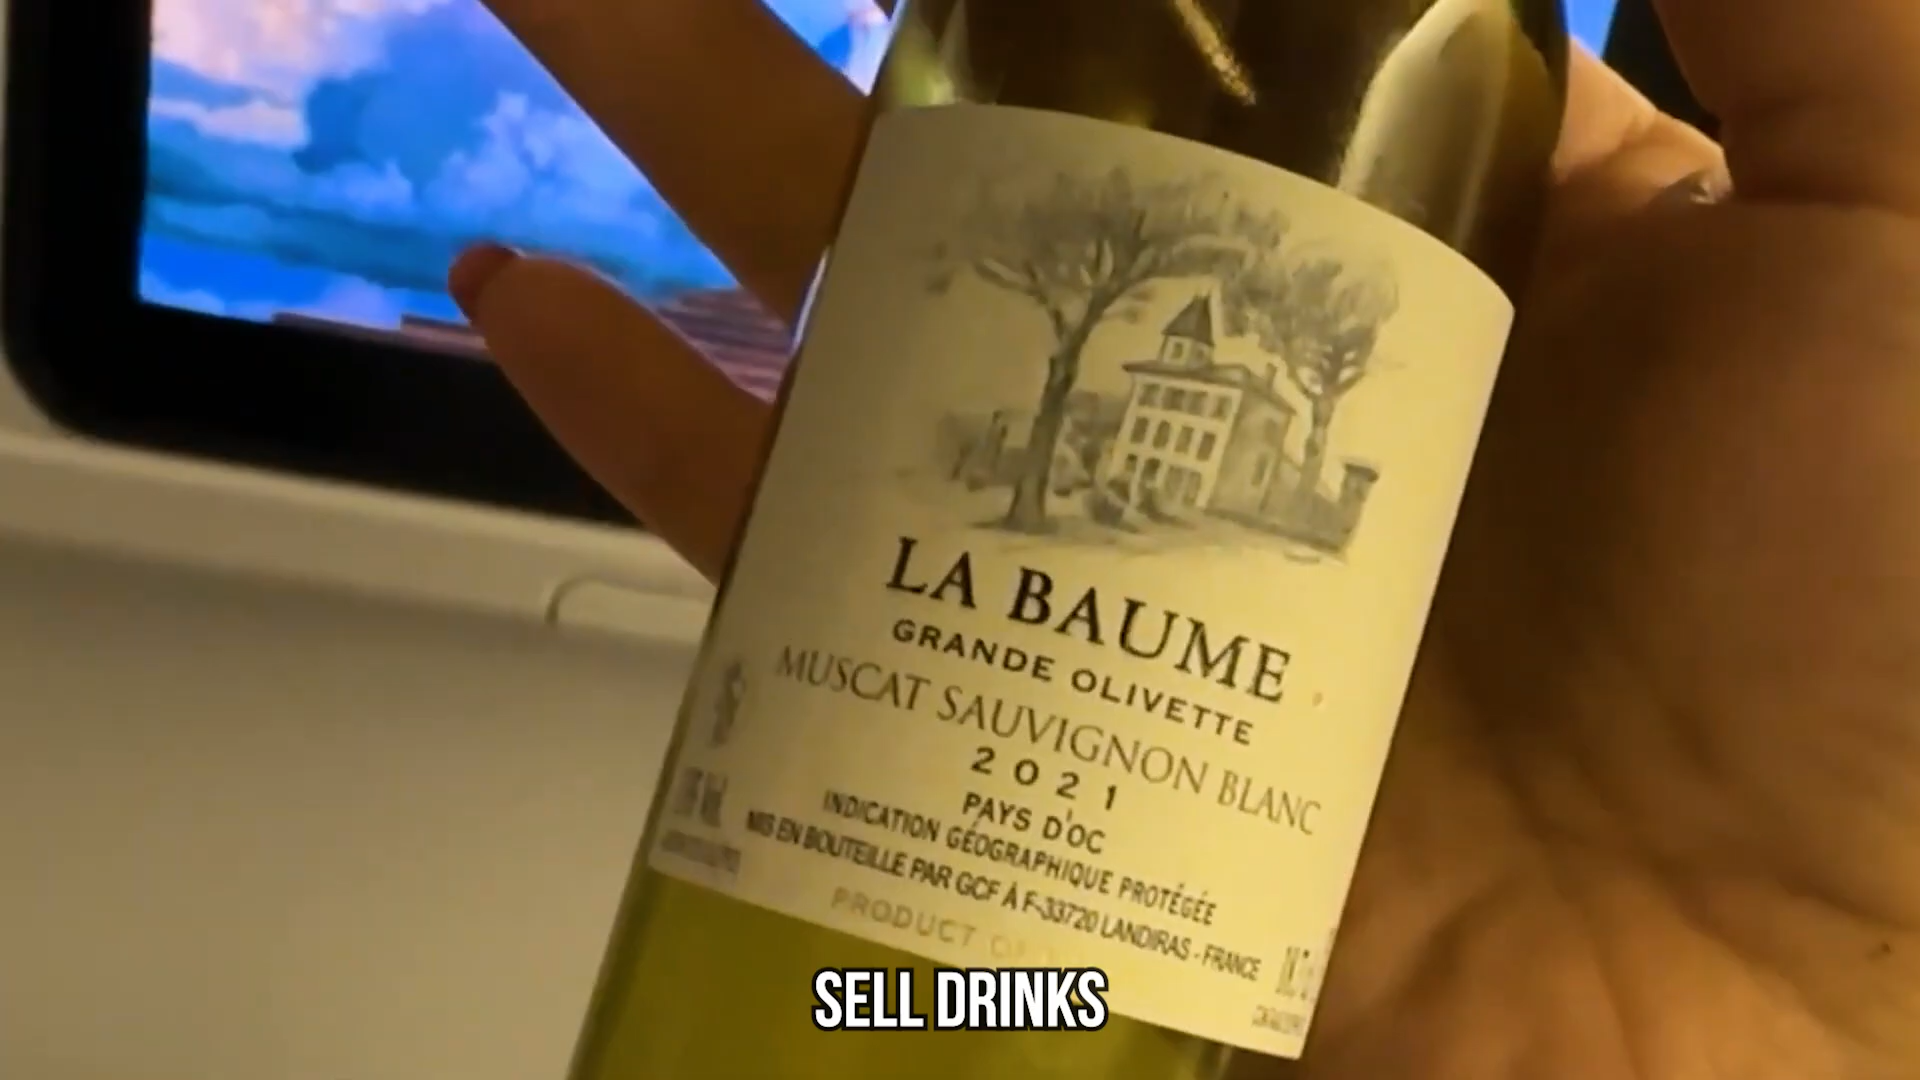 LA BAUME
GRANDE OLIVETTE
MUSCAT SAUVIGNON BLANC
2021
PAYS D'OC
INDICATION GÉOGRAPHIQUE PROTÉGÉE
MIS EN BOUTEILLE PAR GCF À F-33720 LANDIRAS - FRANCE
PRODUCT OF
SELL DRINKS